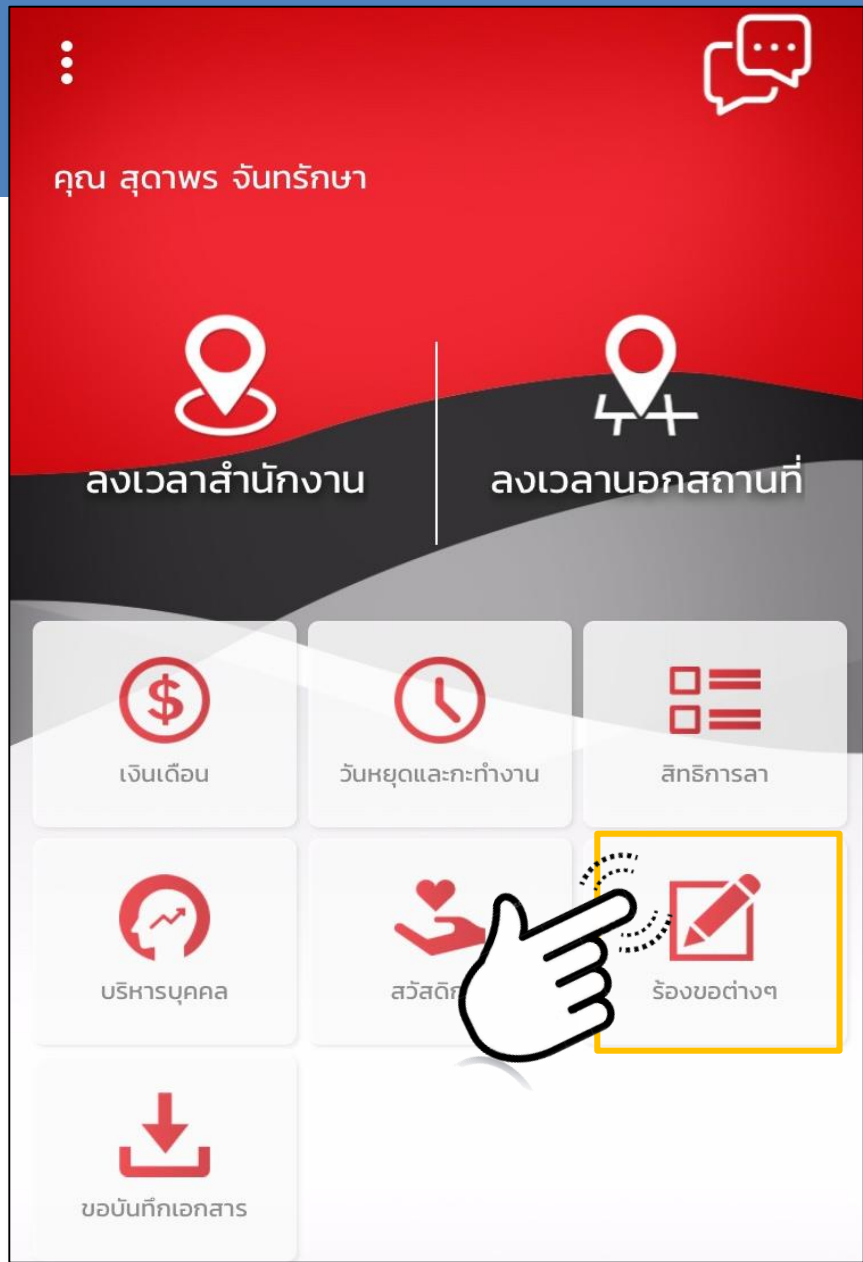 คุณ สุดาพร จันทรักษา
ลงเวลาสำนักงาน
ลงเวลานอกสถานที่
เงินเดือน
วันหยุดและกะทำงาน
สิทธิการลา
บริหารบุคคล
ร้องขอต่างๆ
ขอบันทึกเอกสาร